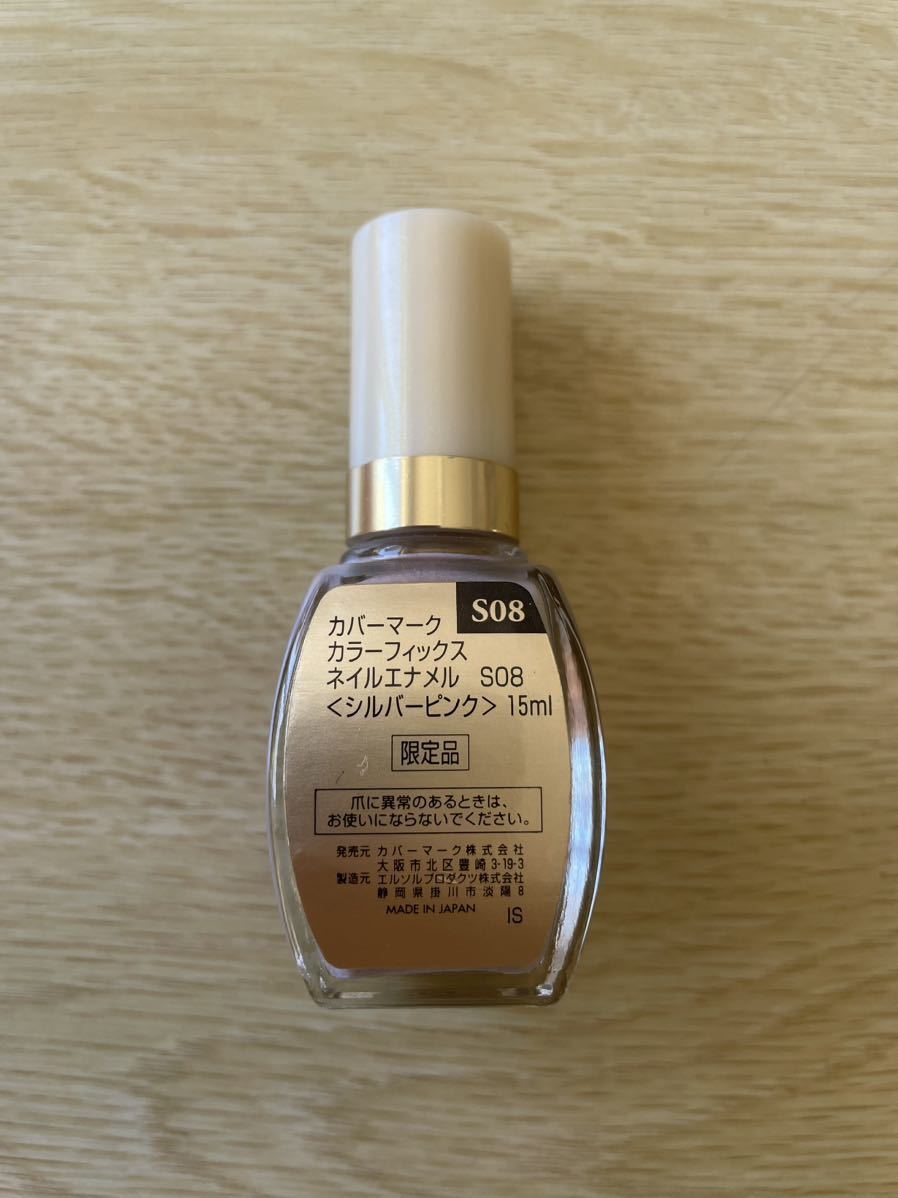 S08
カバーマーク
カラーフィックス
ネイルエナメル S08
<シルバーピンク> 15ml
限定品
爪に異常のあるときは、
お使いにならないでください。
発売元 カバーマーク株式会社
大阪市北区豊崎3-19-3
製造元 エルソルプロダクツ株式会社
静岡県掛川市淡陽8
MADE IN JAPAN
IS